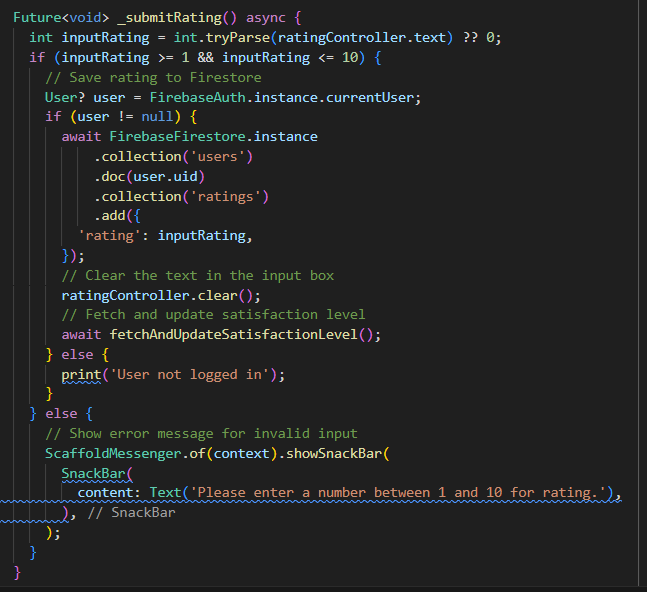 Future<void> _submitRating() async {
  int inputRating = int.tryParse(ratingController.text) ?? 0;
  if (inputRating >= 1 && inputRating <= 10) {
    // Save rating to Firestore
    User? user = FirebaseAuth.instance.currentUser;
    if (user != null) {
      await FirebaseFirestore.instance
          .collection('users')
          .doc(user.uid)
          .collection('ratings')
          .add({
        'rating': inputRating,
      });
      // Clear the text in the input box
      ratingController.clear();
      // Fetch and update satisfaction level
      await fetchAndUpdateSatisfactionLevel();
    } else {
      print('User not logged in');
    }
  } else {
    // Show error message for invalid input
    ScaffoldMessenger.of(context).showSnackBar(
      SnackBar(
        content: Text('Please enter a number between 1 and 10 for rating.'),
      ), // SnackBar
    );
  }
}